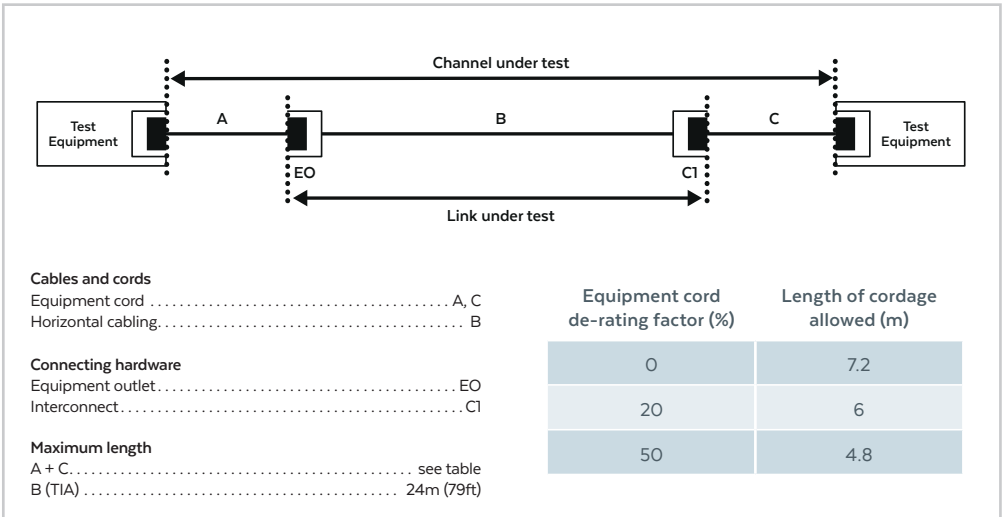 Channel under test
Test
Equipment
A
B
C
Test
Equipment
EO
C1
Link under test
Cables and cords
Equipment cord ........................................ A, C
Horizontal cabling........................................ B
Connecting hardware
Equipment outlet........................................ EO
Interconnect........................................ C1
Maximum length
A + C........................................ see table
B (TIA) ........................................ 24m (79ft)
Equipment cord
de-rating factor (%)
Length of cordage
allowed (m)
0 7.2
20 6
50 4.8